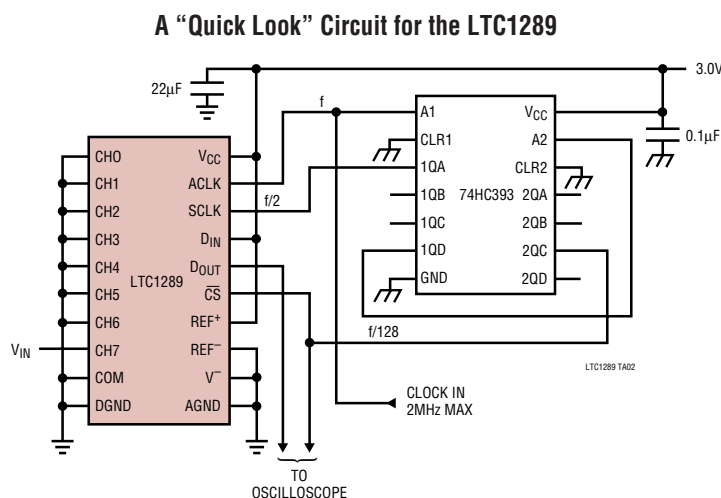 A “Quick Look” Circuit for the LTC1289
3.0V
22µF
f
A1
VCC
0.1µF
CLR1
A2
CHO
VCC
1QA
CLR2
CH1
ACLK
CH2
SCLK
f/2
1QB
74HC393
2QA
CH3
DIN
1QC
2QB
CH4
DOUT
1QD
2QC
LTC1289
CH5
CS
GND
2QD
CH6
REF+
VIN
CH7
REF–
f/128
COM
V–
LTC1289 TA02
DGND
AGND
CLOCK IN
2MHz MAX
TO
OSCILLOSCOPE